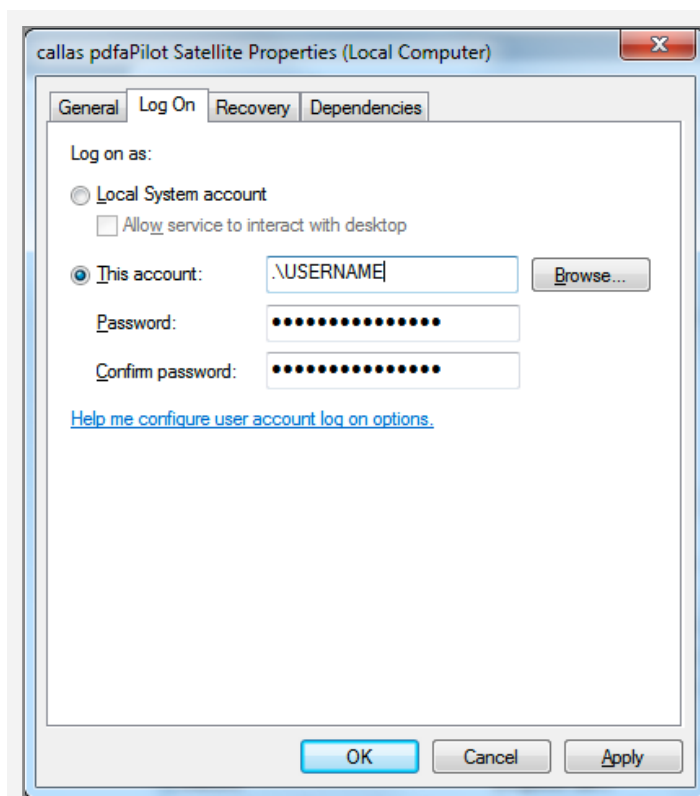 callas pdfaPilot Satellite Properties (Local Computer)
General Log On Recovery Dependencies
Log on as:
Local System account
Allow service to interact with desktop
This account: .\USERNAME Browse...
Password: ●●●●●●●●●●●●●●●
Confirm password: ●●●●●●●●●●●●●●●
Help me configure user account log on options.
OK Cancel Apply